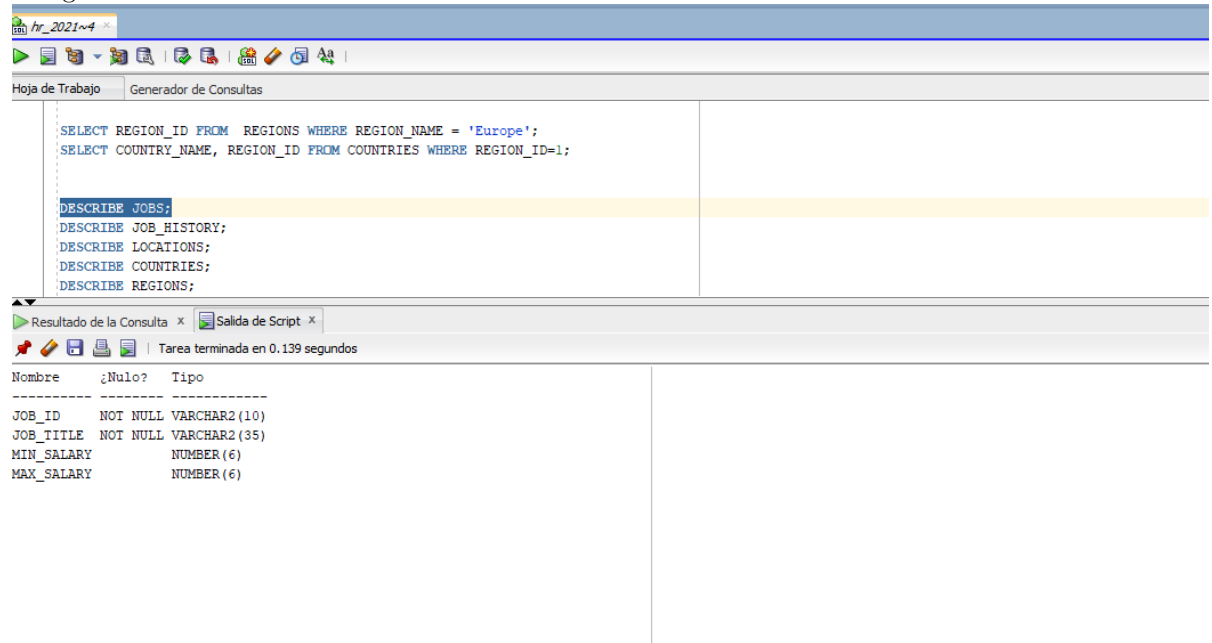 hr_2021~4
Hoja de Trabajo Generador de Consultas
SELECT REGION_ID FROM  REGIONS WHERE REGION_NAME = 'Europe';
SELECT COUNTRY_NAME, REGION_ID FROM COUNTRIES WHERE REGION_ID=1;
DESCRIBE JOBS;
DESCRIBE JOB_HISTORY;
DESCRIBE LOCATIONS;
DESCRIBE COUNTRIES;
DESCRIBE REGIONS;
Resultado de la Consulta x Salida de Script x
Tarea terminada en 0.139 segundos
Nombre     ¿Nulo?   Tipo
---------- -------- ------------
JOB_ID     NOT NULL VARCHAR2(10)
JOB_TITLE  NOT NULL VARCHAR2(35)
MIN_SALARY          NUMBER(6)
MAX_SALARY          NUMBER(6)